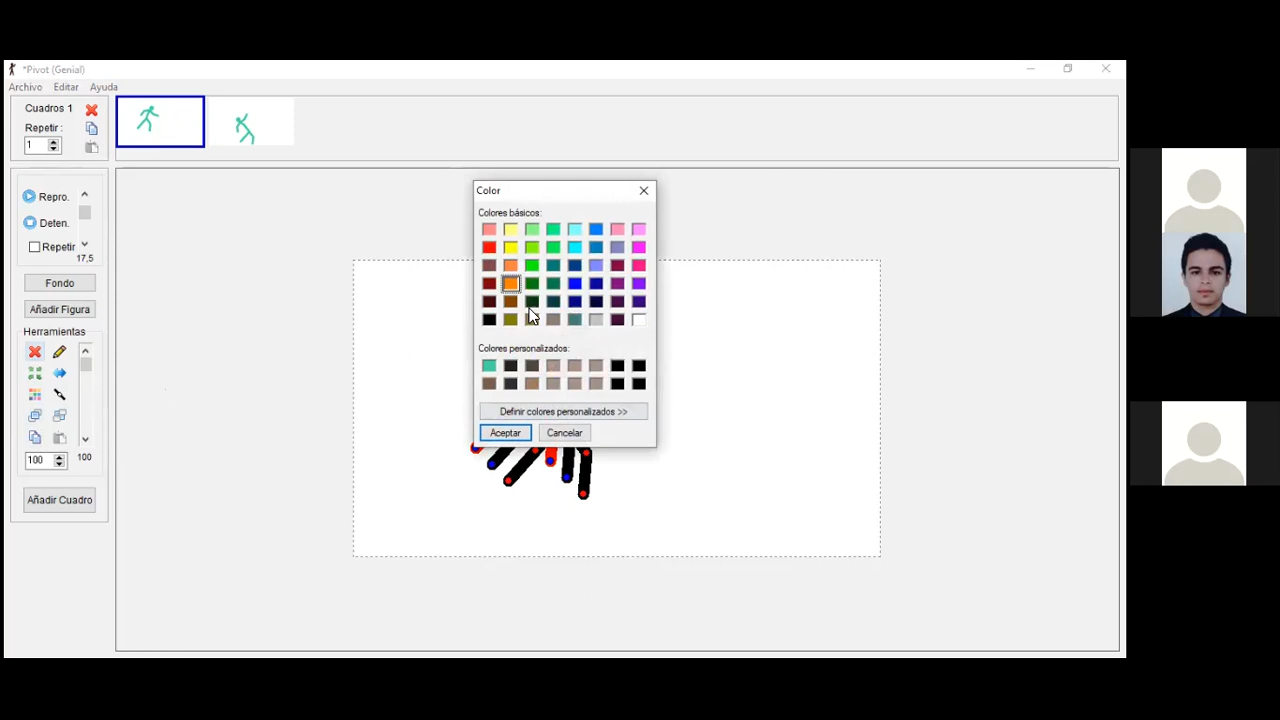 *Pivot (Genial)
Archivo Editar Ayuda
Cuadros 1
Repetir :
1
Repro.
Deten.
Repetir
17,5
Fondo
Añadir Figura
Herramientas
100 100
Añadir Cuadro
Color
Colores básicos:
Colores personalizados:
Definir colores personalizados >>
Aceptar Cancelar